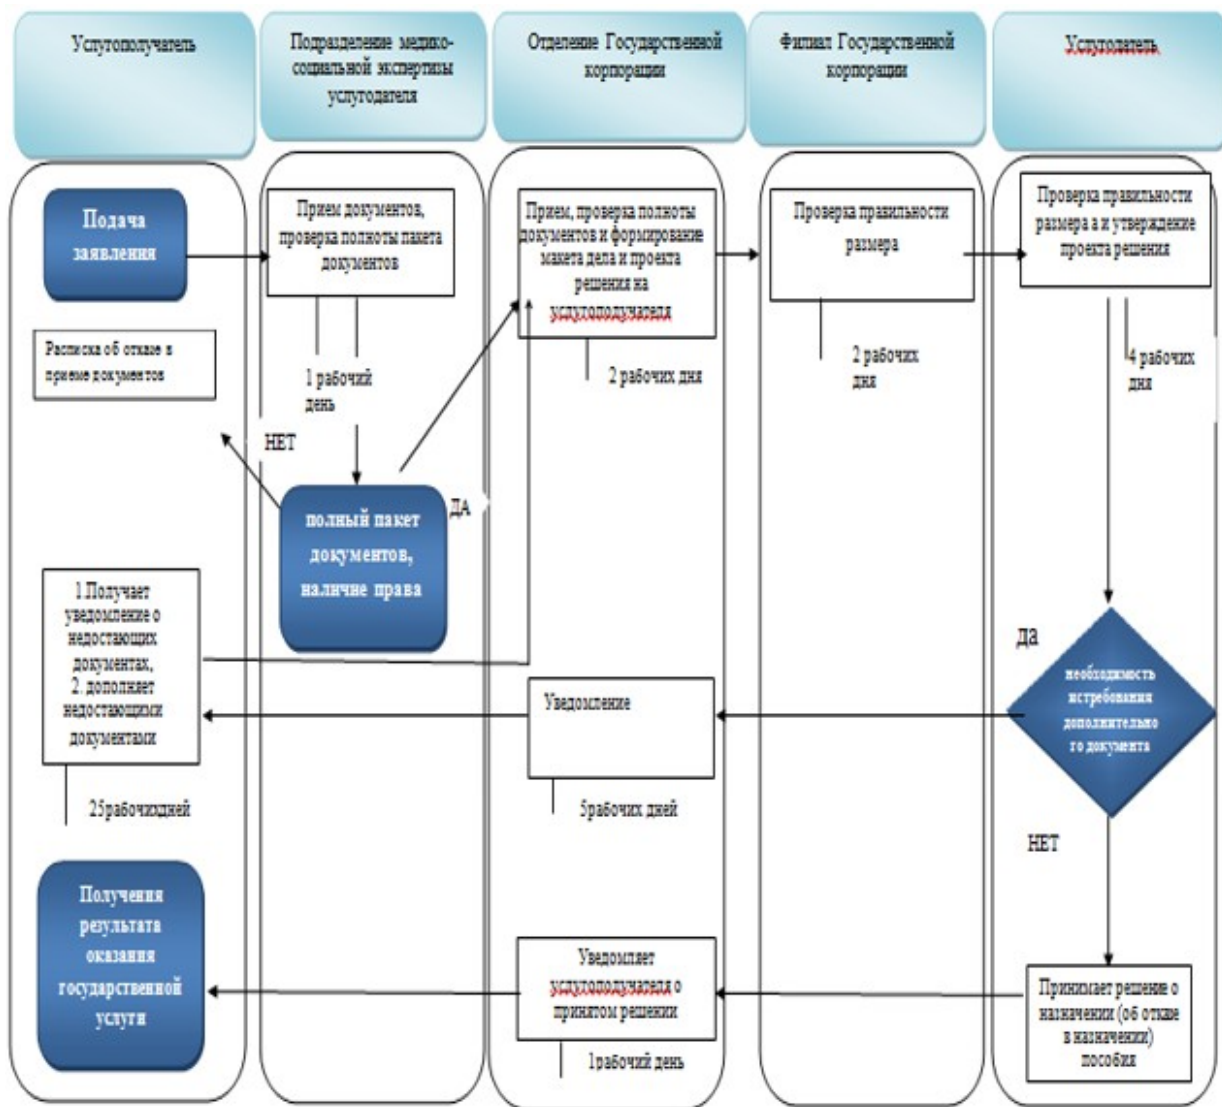 Услугополучатель
Подразделение медико-
социальной экспертизы
услугодателя
Отделение Государственной
корпорации
Филиал Государственной
корпорации
Услугодатель
Подача
заявления
Прием документов,
проверка полноты пакета
документов
Прием, проверка полноты
документов и формирование
макета дела и проекта
решения на
услугополучателя
Проверка правильности
размера
Проверка правильности
размера а и утверждение
проекта решения
Расписка об отказе в
приеме документов
1 рабочий
день
2 рабочих дня
2 рабочих
дня
4 рабочих
дня
НЕТ
полный пакет
документов,
наличие права
ДА
1.Получает
уведомление о
недостающих
документах,
2. дополняет
недостающими
документами
25рабочихдней
Уведомление
5рабочих дней
да
необходимость
истребования
дополнительно
го документа
НЕТ
Получения
результата
оказания
государственной
услуги
Уведомляет
услугополучателя о
принятом решении
1рабочий день
Принимает решение о
назначении (об отказе
в назначении)
пособия